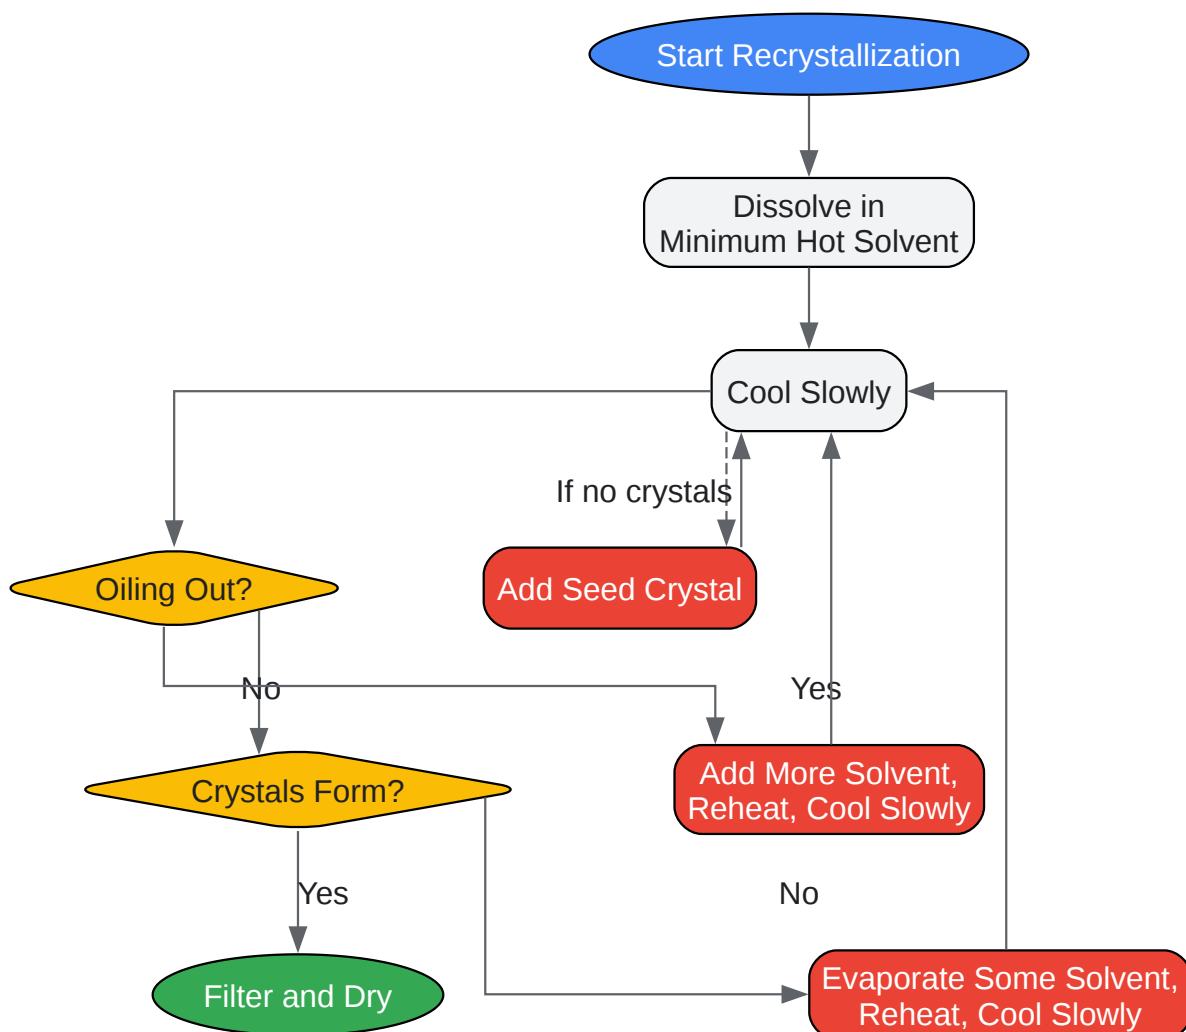 Start Recrystallization
Dissolve in
Minimum Hot Solvent
Cool Slowly
If no crystals
Oiling Out?
Add Seed Crystal
No
Yes
Crystals Form?
Add More Solvent,
Reheat, Cool Slowly
Yes
No
Filter and Dry
Evaporate Some Solvent,
Reheat, Cool Slowly